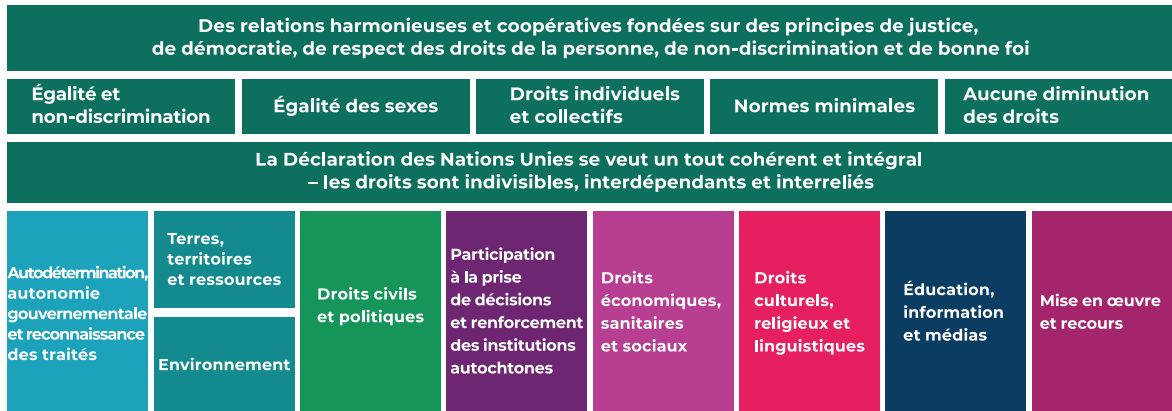 Des relations harmonieuses et coopératives fondées sur des principes de justice,
de démocratie, de respect des droits de la personne, de non-discrimination et de bonne foi
Égalité et
non-discrimination
Égalité des sexes
Droits individuels
et collectifs
Normes minimales
Aucune diminution
des droits
La Déclaration des Nations Unies se veut un tout cohérent et intégral
– les droits sont indivisibles, interdépendants et interreliés
Autodétermination,
autonomie
gouvernementale
et reconnaissance
des traités
Terres,
territoires
et ressources
Environnement
Droits civils
et politiques
Participation
à la prise
de décisions
et renforcement
des institutions
autochtones
Droits
économiques,
sanitaires
et sociaux
Droits
culturels,
religieux et
linguistiques
Éducation,
information
et médias
Mise en œuvre
et recours